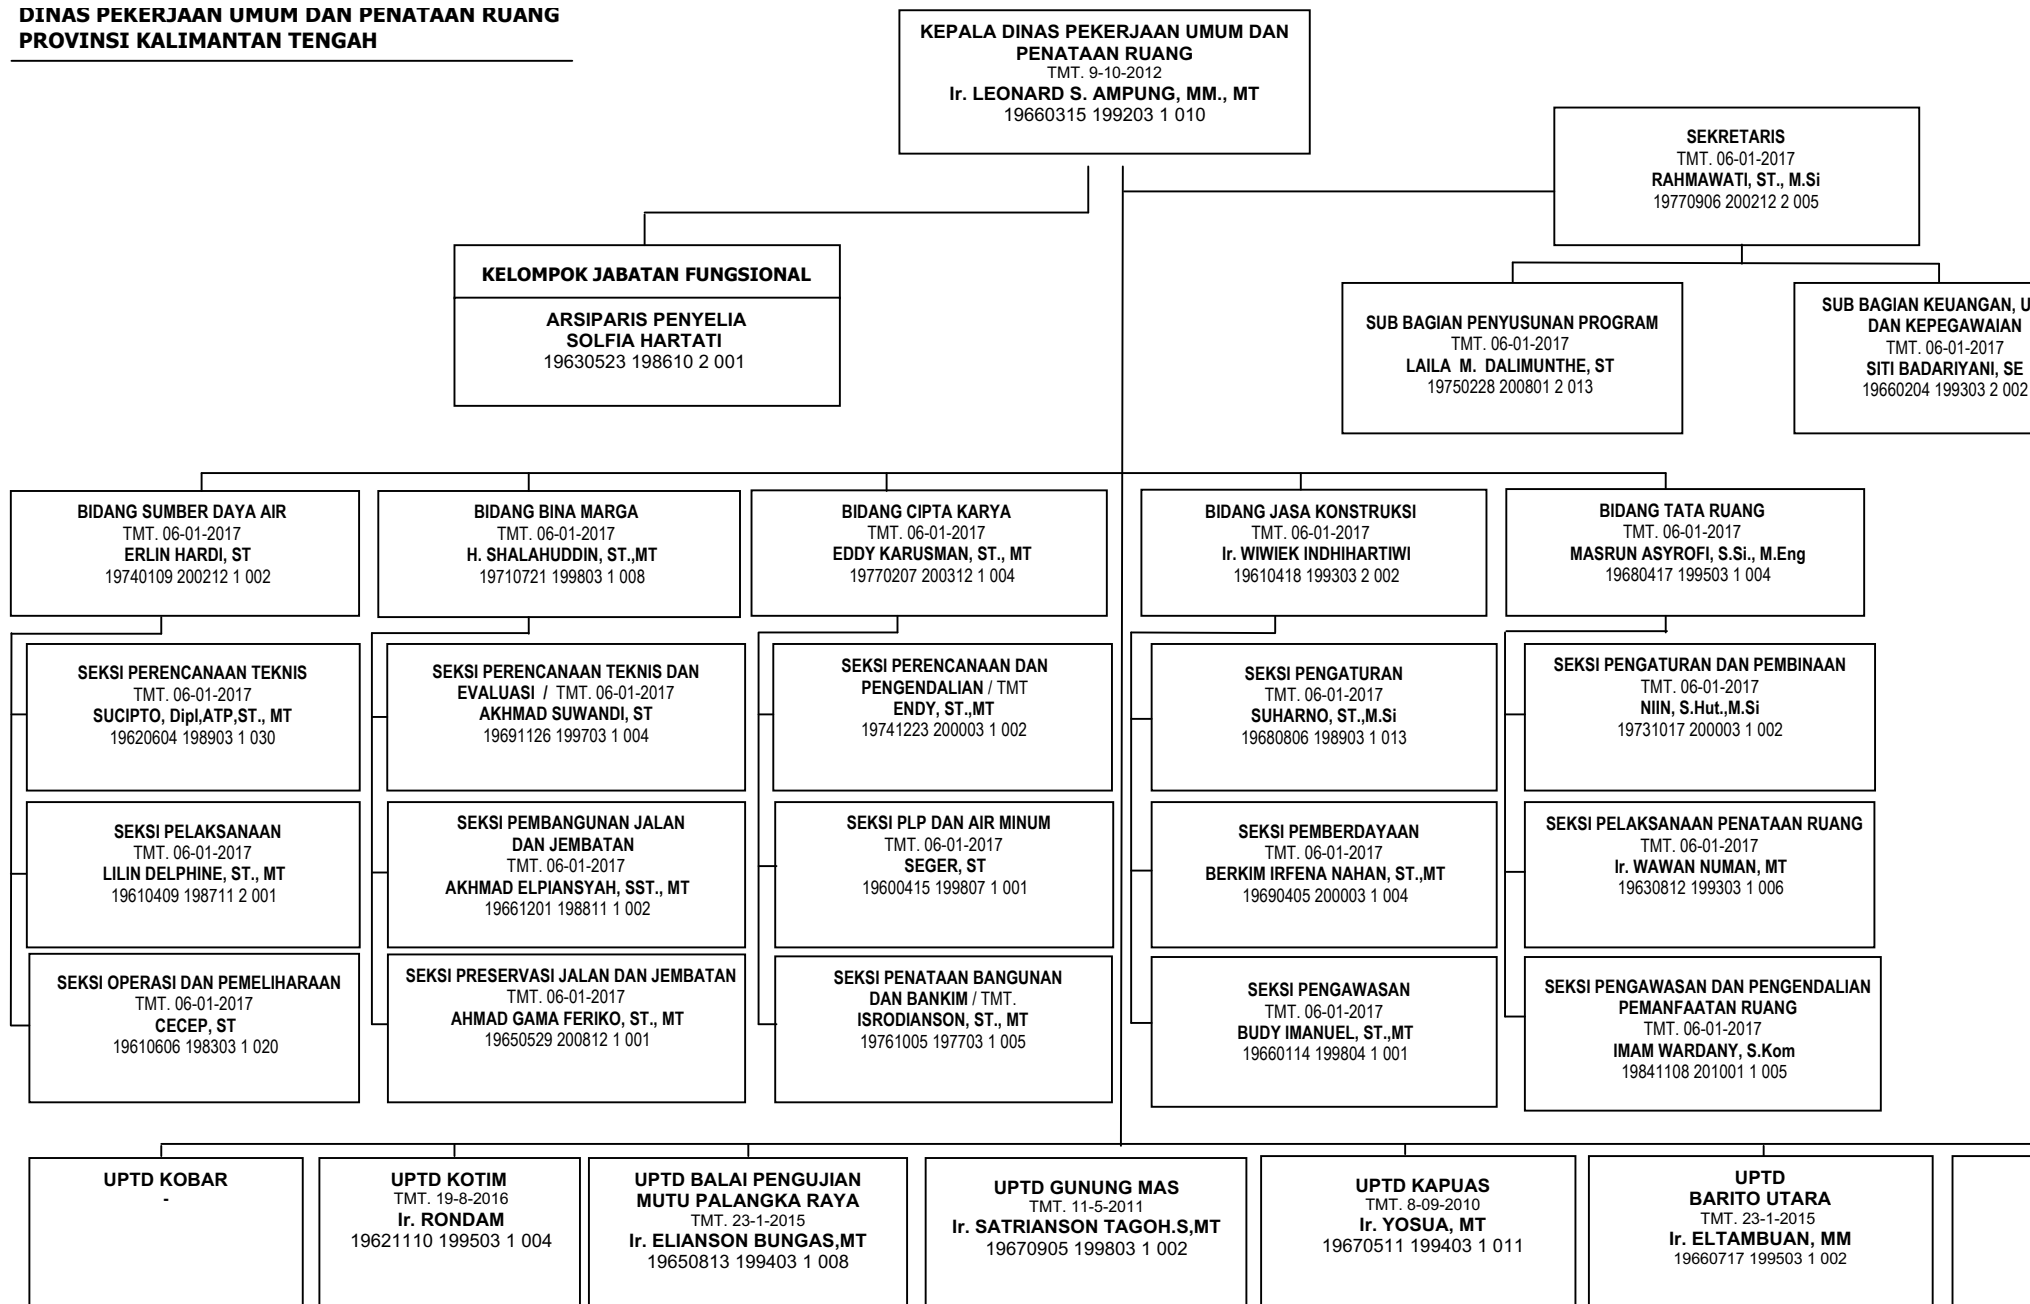 DINAS PEKERJAAN UMUM DAN PENATAAN RUANG
PROVINSI KALIMANTAN TENGAH
KEPALA DINAS PEKERJAAN UMUM DAN
PENATAAN RUANG
TMT. 9-10-2012
Ir. LEONARD S. AMPUNG, MM., MT
19660315 199203 1 010
SEKRETARIS
TMT. 06-01-2017
RAHMAWATI, ST., M.Si
19770906 200212 2 005
KELOMPOK JABATAN FUNGSIONAL
ARSIPARIS PENYELIA
SOLFIA HARTATI
19630523 198610 2 001
SUB BAGIAN PENYUSUNAN PROGRAM
TMT. 06-01-2017
LAILA M. DALIMUNTHE, ST
19750228 200801 2 013
SUB BAGIAN KEUANGAN, U
DAN KEPEGAWAIAN
TMT. 06-01-2017
SITI BADARIYANI, SE
19660204 199303 2 002
BIDANG SUMBER DAYA AIR
TMT. 06-01-2017
ERLIN HARDI, ST
19740109 200212 1 002
BIDANG BINA MARGA
TMT. 06-01-2017
H. SHALAHUDDIN, ST.,MT
19710721 199803 1 008
BIDANG CIPTA KARYA
TMT. 06-01-2017
EDDY KARUSMAN, ST., MT
19770207 200312 1 004
BIDANG JASA KONSTRUKSI
TMT. 06-01-2017
Ir. WIWIEK INDHIHARTIWI
19610418 199303 2 002
BIDANG TATA RUANG
TMT. 06-01-2017
MASRUN ASYROFI, S.Si., M.Eng
19680417 199503 1 004
SEKSI PERENCANAAN TEKNIS
TMT. 06-01-2017
SUCIPTO, Dipl,ATP,ST., MT
19620604 198903 1 030
SEKSI PERENCANAAN TEKNIS DAN
EVALUASI / TMT. 06-01-2017
AKHMAD SUWANDI, ST
19691126 199703 1 004
SEKSI PERENCANAAN DAN
PENGENDALIAN / TMT
ENDY, ST.,MT
19741223 200003 1 002
SEKSI PENGATURAN
TMT. 06-01-2017
SUHARNO, ST.,M.Si
19680806 198903 1 013
SEKSI PENGATURAN DAN PEMBINAAN
TMT. 06-01-2017
NIIN, S.Hut.,M.Si
19731017 200003 1 002
SEKSI PELAKSANAAN
TMT. 06-01-2017
LILIN DELPHINE, ST., MT
19610409 198711 2 001
SEKSI PEMBANGUNAN JALAN
DAN JEMBATAN
TMT. 06-01-2017
AKHMAD ELPIANSYAH, SST., MT
19661201 198811 1 002
SEKSI PLP DAN AIR MINUM
TMT. 06-01-2017
SEGER, ST
19600415 199807 1 001
SEKSI PEMBERDAYAAN
TMT. 06-01-2017
BERKIM IRFENA NAHAN, ST.,MT
19690405 200003 1 004
SEKSI PELAKSANAAN PENATAAN RUANG
TMT. 06-01-2017
Ir. WAWAN NUMAN, MT
19630812 199303 1 006
SEKSI OPERASI DAN PEMELIHARAAN
TMT. 06-01-2017
CECEP, ST
19610606 198303 1 020
SEKSI PRESERVASI JALAN DAN JEMBATAN
TMT. 06-01-2017
AHMAD GAMA FERIKO, ST., MT
19650529 200812 1 001
SEKSI PENATAAN BANGUNAN
DAN BANKIM / TMT.
ISRODIANSON, ST., MT
19761005 197703 1 005
SEKSI PENGAWASAN
TMT. 06-01-2017
BUDY IMANUEL, ST.,MT
19660114 199804 1 001
SEKSI PENGAWASAN DAN PENGENDALIAN
PEMANFAATAN RUANG
TMT. 06-01-2017
IMAM WARDANY, S.Kom
19841108 201001 1 005
UPTD KOBAR
-
UPTD KOTIM
TMT. 19-8-2016
Ir. RONDAM
19621110 199503 1 004
UPTD BALAI PENGUJIAN
MUTU PALANGKA RAYA
TMT. 23-1-2015
Ir. ELIANSON BUNGAS,MT
19650813 199403 1 008
UPTD GUNUNG MAS
TMT. 11-5-2011
Ir. SATRIANSON TAGOH.S,MT
19670905 199803 1 002
UPTD KAPUAS
TMT. 8-09-2010
Ir. YOSUA, MT
19670511 199403 1 011
UPTD
BARITO UTARA
TMT. 23-1-2015
Ir. ELTAMBUAN, MM
19660717 199503 1 002